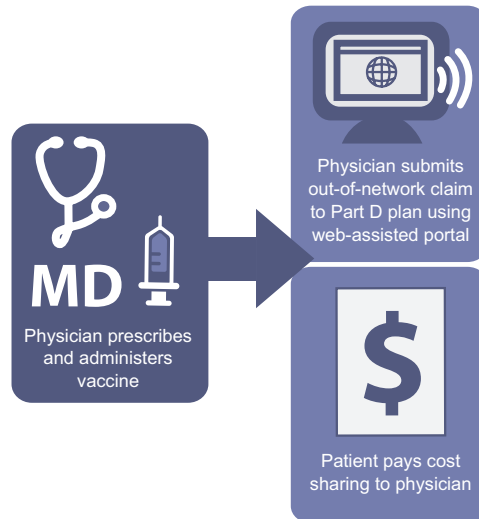 MD
Physician prescribes
and administers
vaccine
Physician submits
out-of-network claim
to Part D plan using
web-assisted portal
$
Patient pays cost
sharing to physician